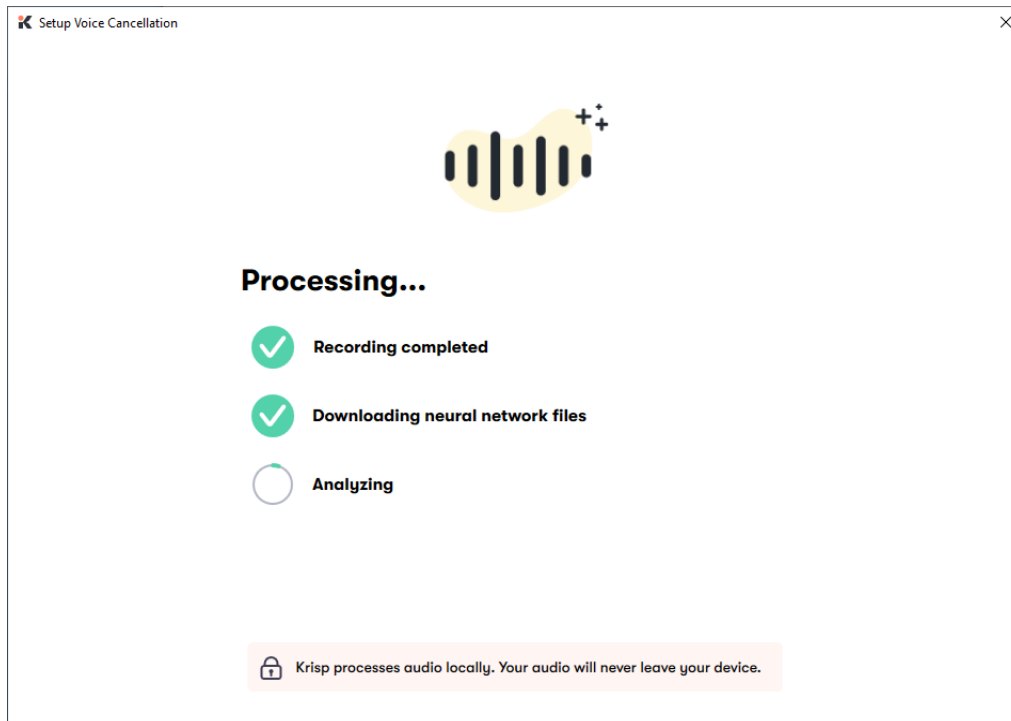 Setup Voice Cancellation
Processing...
Recording completed
Downloading neural network files
Analyzing
Krisp processes audio locally. Your audio will never leave your device.